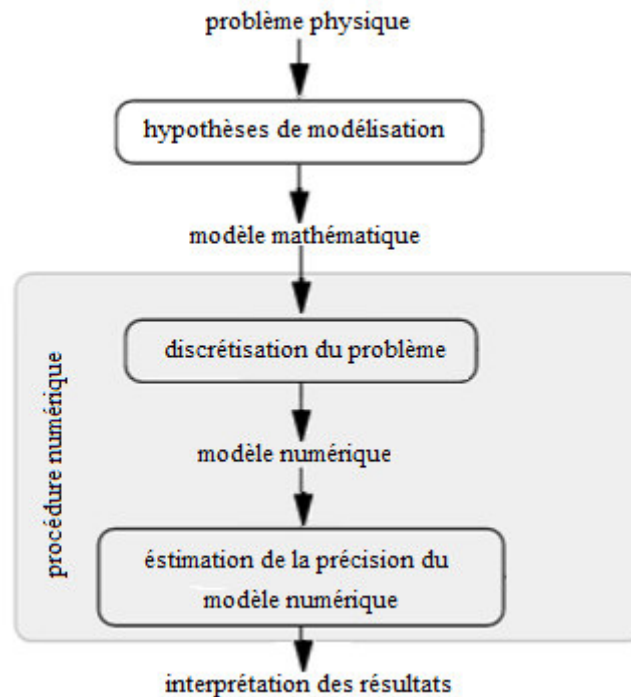 problème physique
hypothèses de modélisation
modèle mathématique
procédure numérique
discrétisation du problème
modèle numérique
éstimation de la précision du
modèle numérique
interprétation des résultats